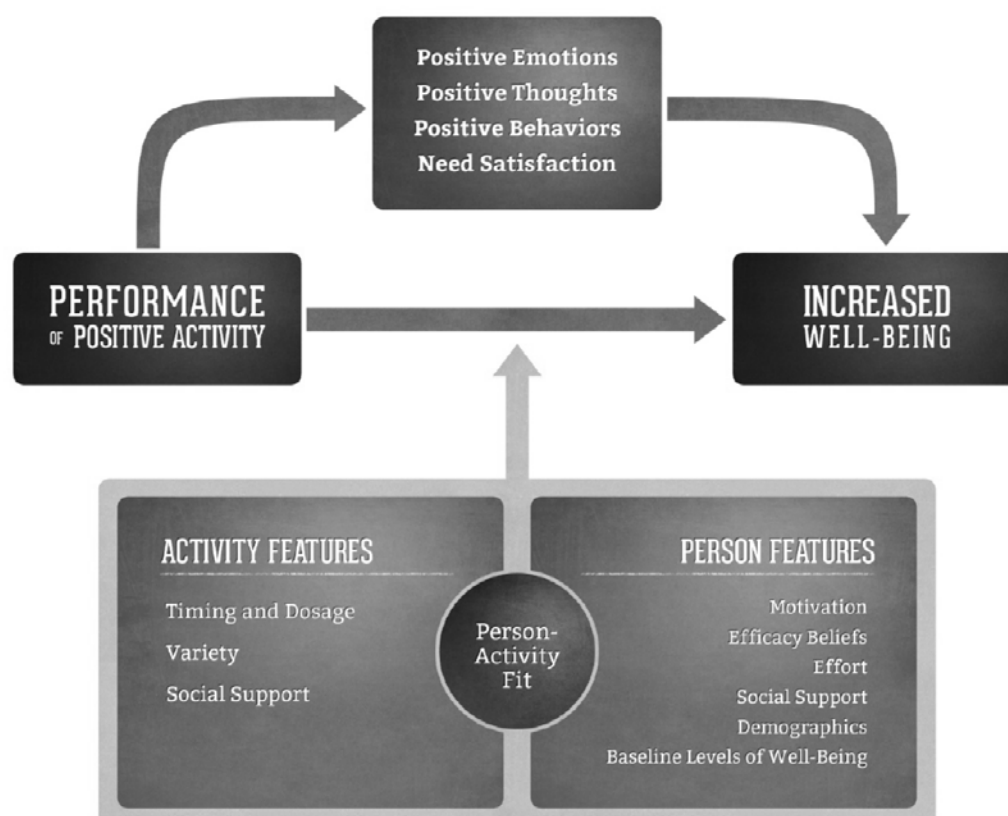 Positive Emotions
Positive Thoughts
Positive Behaviors
Need Satisfaction
PERFORMANCE
OF POSITIVE ACTIVITY
INCREASED
WELL-BEING
ACTIVITY FEATURES
Timing and Dosage
Variety
Social Support
Person-
Activity
Fit
PERSON FEATURES
Motivation
Efficacy Beliefs
Effort
Social Support
Demographics
Baseline Levels of Well-Being